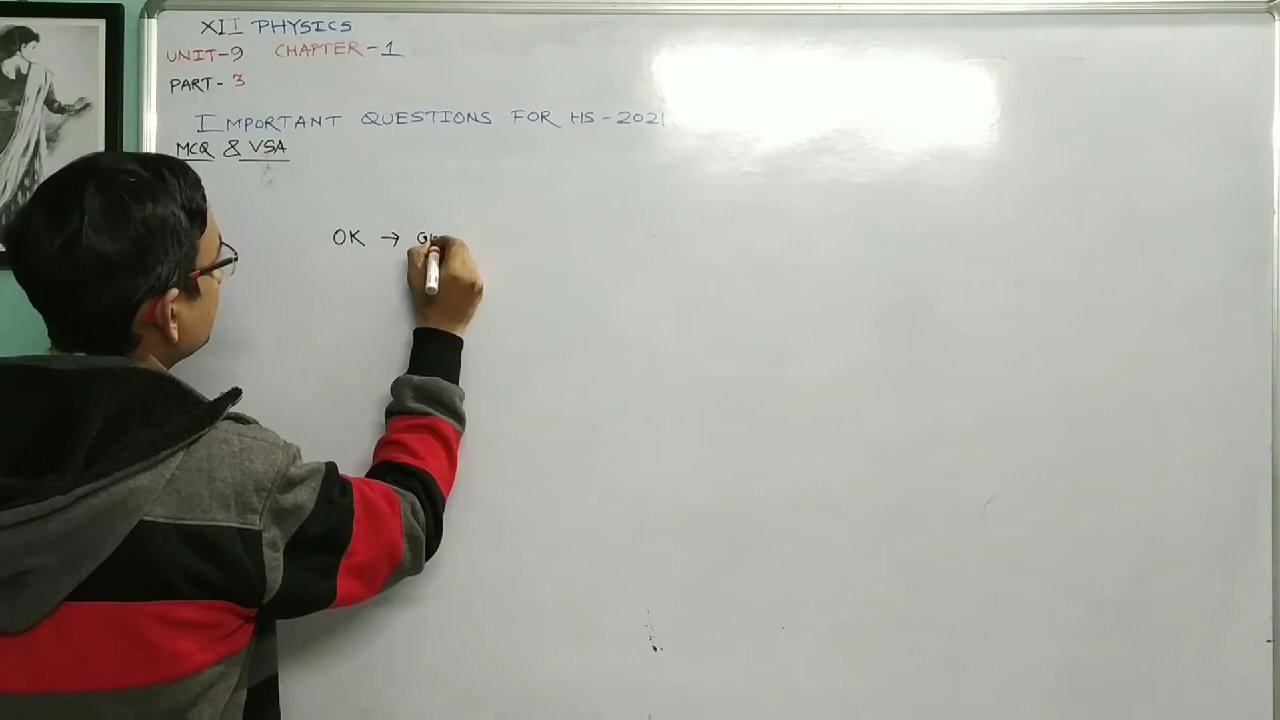 XII PHYSICS
UNIT-9 CHAPTER-1
PART-3
IMPORTANT QUESTIONS FOR HS-2021
MCQ & VSA
OK →